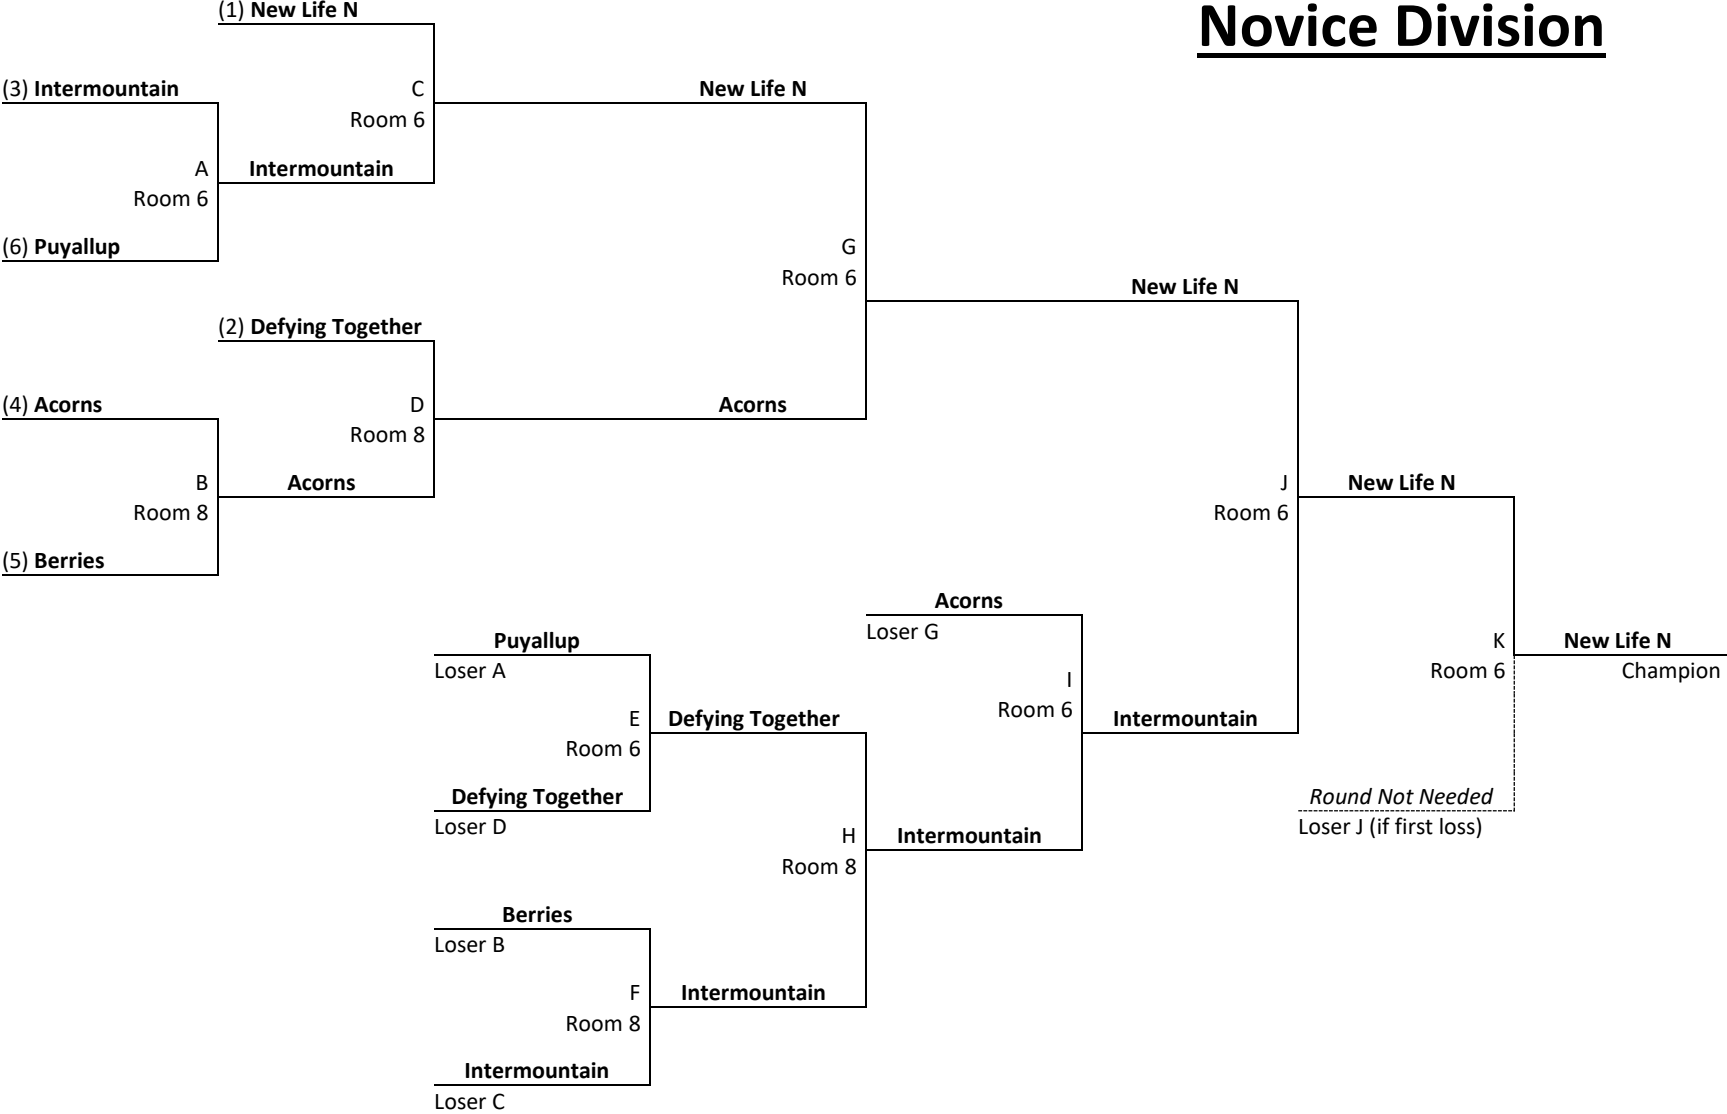 (1) New Life N
Novice Division
(3) Intermountain
C
New Life N
Room 6
A
Intermountain
Room 6
(6) Puyallup
G
Room 6
New Life N
(2) Defying Together
(4) Acorns
D
Acorns
Room 8
B
Acorns
J
New Life N
Room 8
Room 6
(5) Berries
Acorns
Loser G
Puyallup
K
New Life N
Loser A
Room 6
Champion
I
Room 6
E
Defying Together
Intermountain
Room 6
Defying Together
Round Not Needed
Loser D
Loser J (if first loss)
H
Intermountain
Room 8
Berries
Loser B
F
Intermountain
Room 8
Intermountain
Loser C